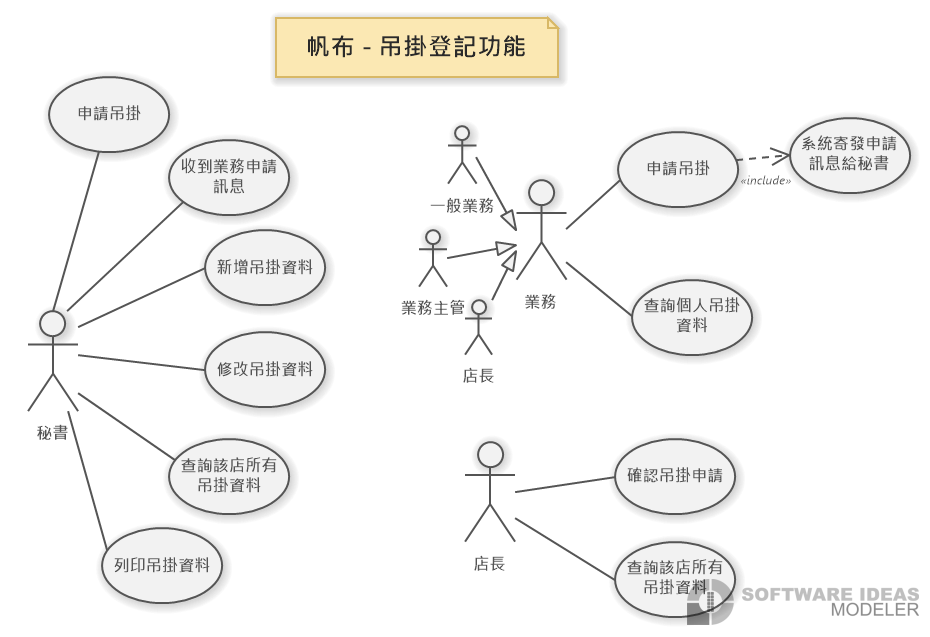 帆布 - 吊掛登記功能
申請吊掛
收到業務申請
訊息
新增吊掛資料
修改吊掛資料
查詢該店所有
吊掛資料
列印吊掛資料
秘書
一般業務
業務主管
店長
業務
申請吊掛
«include»
系統寄發申請
訊息給秘書
查詢個人吊掛
資料
店長
確認吊掛申請
查詢該店所有
吊掛資料
SOFTWARE IDEAS
MODELER